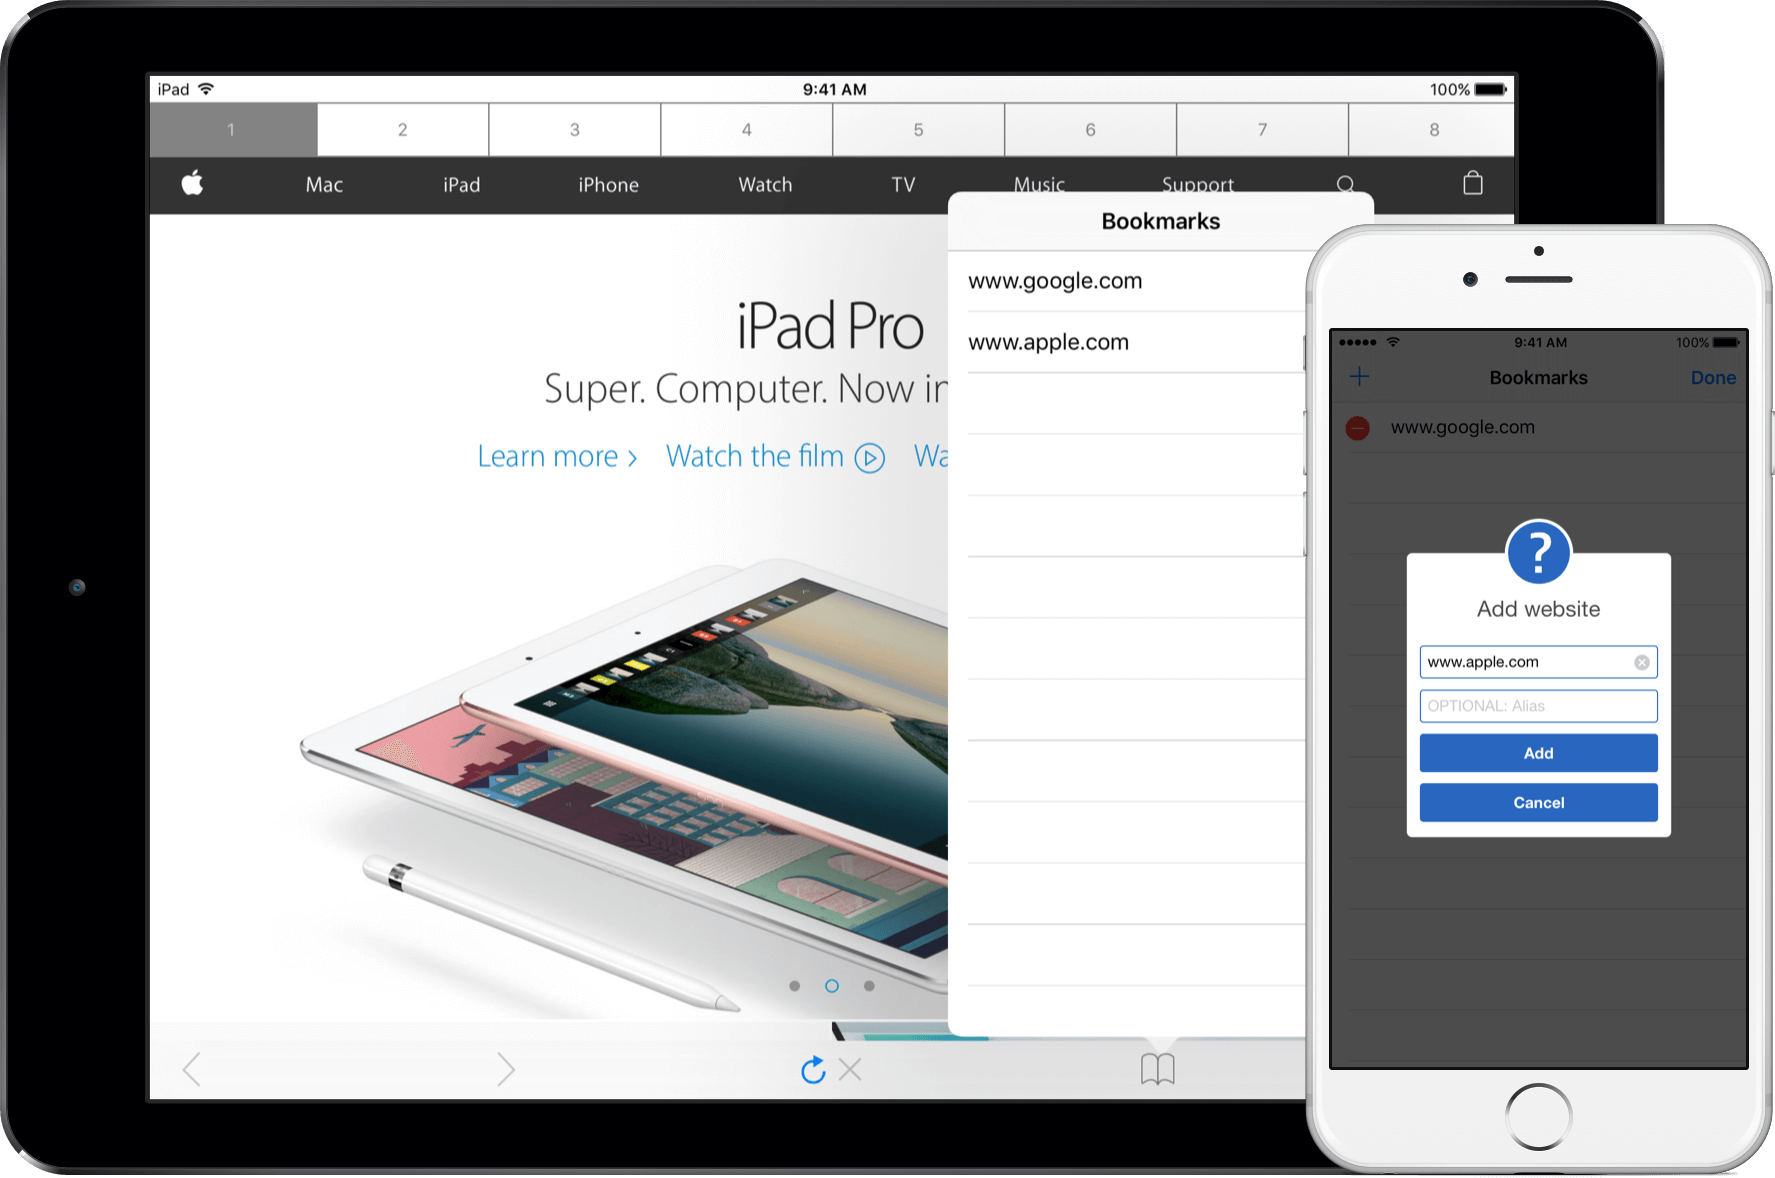 iPad 9:41 AM 100%
1 2 3 4 5 6 7 8
Mac iPad iPhone Watch TV Music Support
Bookmarks
www.google.com
www.apple.com
iPad Pro
Super. Computer. Now in
Learn more › Watch the film Wa
9:41 AM 100%
+ Bookmarks Done
www.google.com
?
Add website
www.apple.com
OPTIONAL: Alias
Add
Cancel